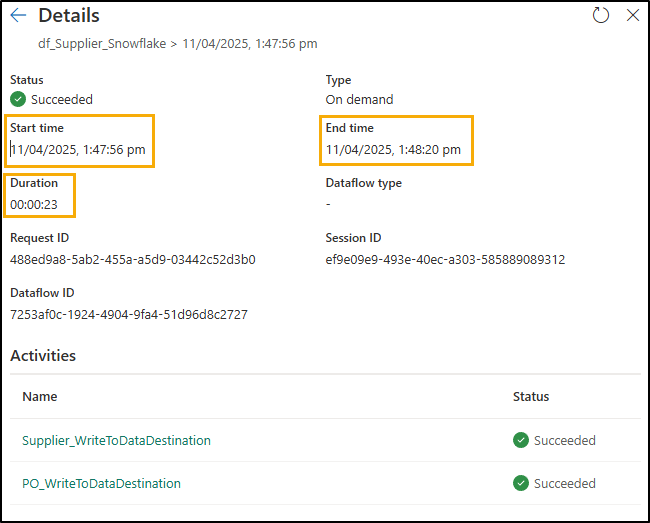 Details
df_Supplier_Snowflake > 11/04/2025, 1:47:56 pm
Status
Type
Succeeded
On demand
Start time
End time
11/04/2025, 1:47:56 pm
11/04/2025, 1:48:20 pm
Duration
Dataflow type
00:00:23
-
Request ID
Session ID
488ed9a8-5ab2-455a-a5d9-03442c52d3b0
ef9e09e9-493e-40ec-a303-585889089312
Dataflow ID
7253af0c-1924-4904-9fa4-51d96d8c2727
Activities
Name
Status
Supplier_WriteToDataDestination
Succeeded
PO_WriteToDataDestination
Succeeded